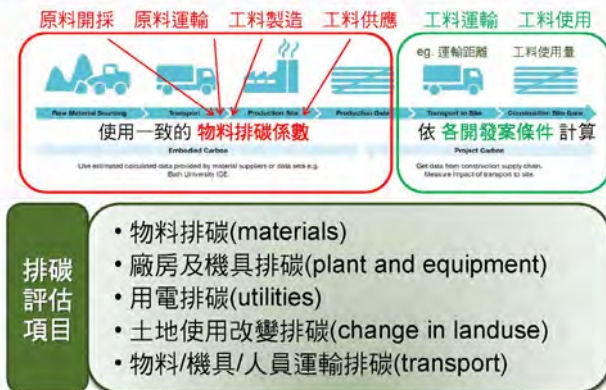 原料開採 原料運輸 工料製造 工料供應 工料運輸 工料使用
eg. 運輸距離 工料使用量
Raw Material Sourcing Transport Production Site Production Gate Transport to Site Construction Site Gate
使用一致的 物料排碳係數 依 各開發案條件 計算
Embodied Carbon Project Carbon
Use estimated calculated data provided by material suppliers or data sets e.g.
Bath University ICE.
Get data from construction supply chain.
Measure impact of transport to site.
排碳
評估
項目
• 物料排碳(materials)
• 廠房及機具排碳(plant and equipment)
• 用電排碳(utilities)
• 土地使用改變排碳(change in landuse)
• 物料/機具/人員運輸排碳(transport)